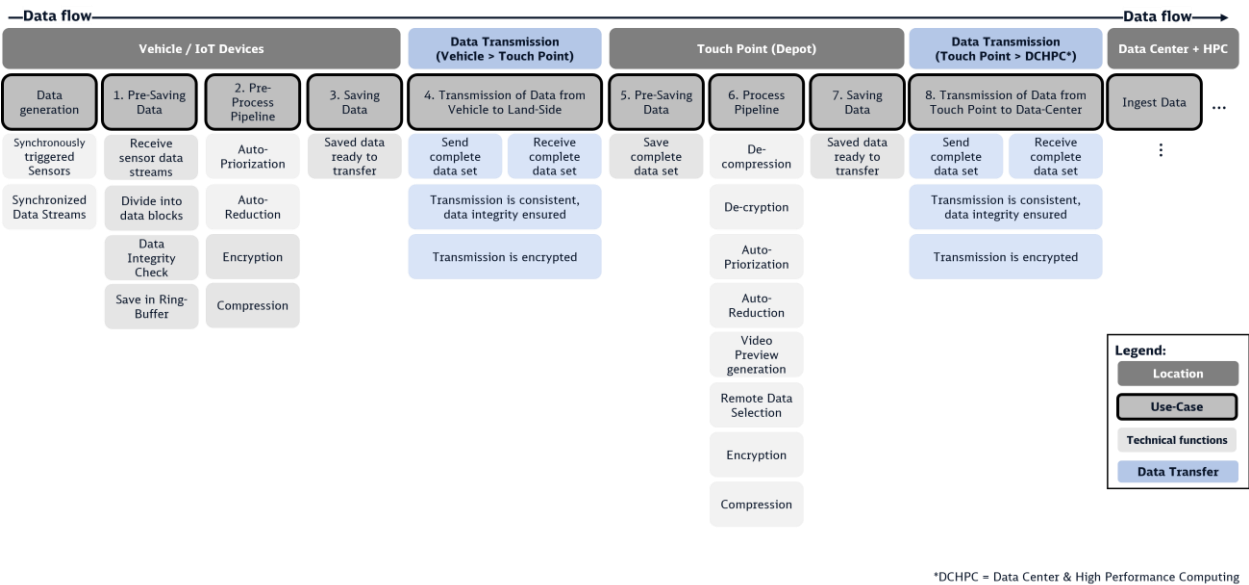 Data flow
Data flow
Vehicle / IoT Devices
Data Transmission
(Vehicle > Touch Point)
Touch Point (Depot)
Data Transmission
(Touch Point > DCHPC*)
Data Center + HPC
Data
generation
1. Pre-Saving
Data
2. Pre-
Process
Pipeline
3. Saving
Data
4. Transmission of Data from
Vehicle to Land-Side
5. Pre-Saving
Data
6. Process
Pipeline
7. Saving
Data
8. Transmission of Data from
Touch Point to Data-Center
Ingest Data
...
Synchronously
triggered
Sensors
Synchronized
Data Streams
Receive
sensor data
streams
Divide into
data blocks
Data
Integrity
Check
Save in Ring-
Buffer
Auto-
Priorization
Auto-
Reduction
Encryption
Compression
Saved data
ready to
transfer
Send
complete
data set
Receive
complete
data set
Transmission is consistent,
data integrity ensured
Transmission is encrypted
Save
complete
data set
De-
compression
De-cryption
Auto-
Priorization
Auto-
Reduction
Video
Preview
generation
Remote Data
Selection
Encryption
Compression
Saved data
ready to
transfer
Send
complete
data set
Receive
complete
data set
Transmission is consistent,
data integrity ensured
Transmission is encrypted
⋮
Legend:
Location
Use-Case
Technical functions
Data Transfer
*DCHPC = Data Center & High Performance Computing